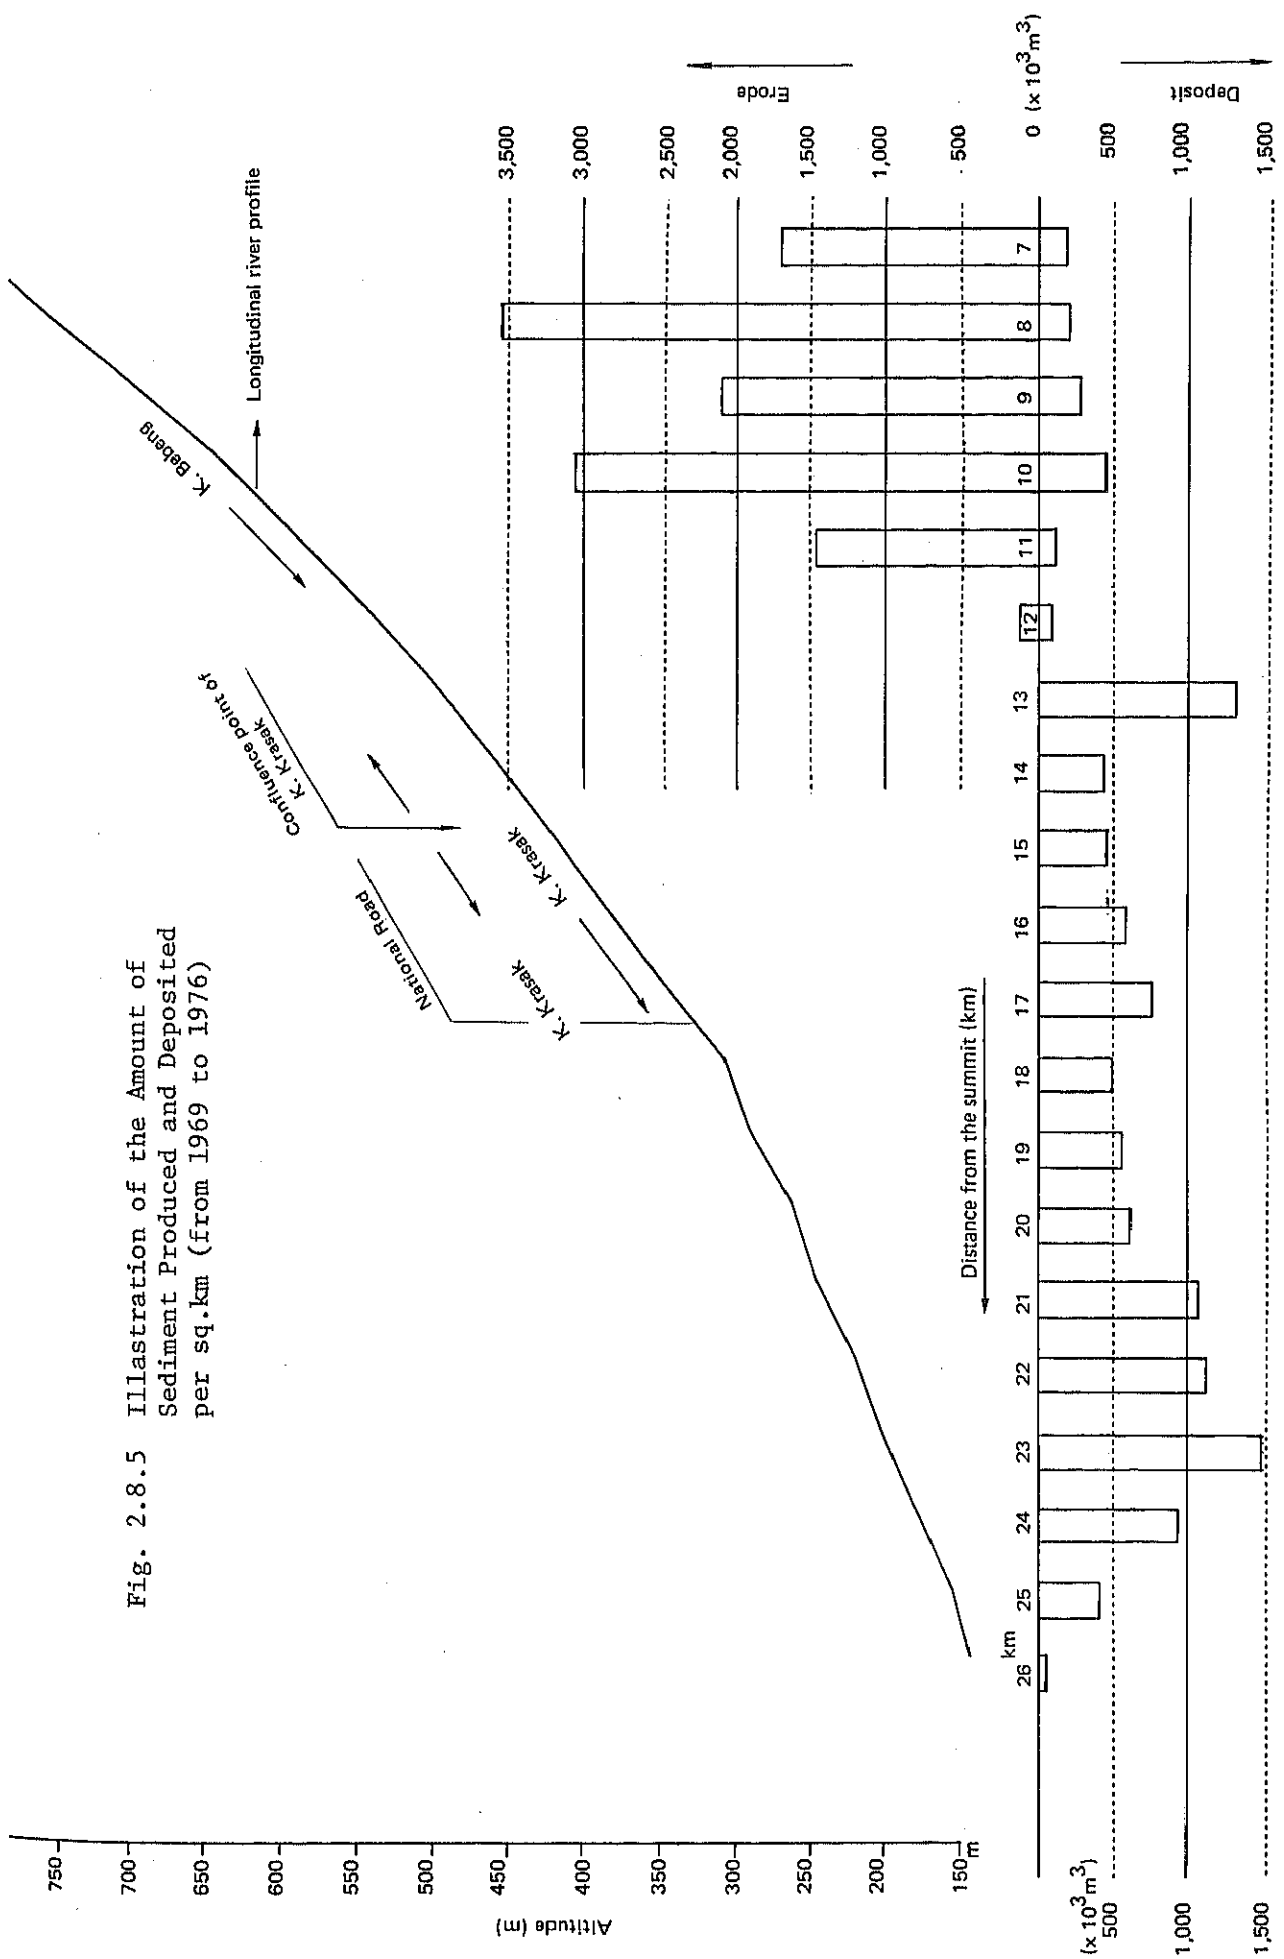 Fig. 2.8.5 Illastration of the Amount of
Sediment Produced and Deposited
per sq.km (from 1969 to 1976)
Altitude (m)
750
700
650
600
550
500
450
400
350
300
250
200
150 m
K. Bebeng
Longitudinal river profile
Confluence point of
K. Krasak
K. Krasak
National Road
K. Krasak
Erode
3,500
3,000
2,500
2,000
1,500
1,000
500
0 (x 10³m³)
500
1,000
1,500
Deposit
Distance from the summit (km)
26 km
25
24
23
22
21
20
19
18
17
16
15
14
13
12
11
10
9
8
7
(x 10³m³)
500
1,000
1,500